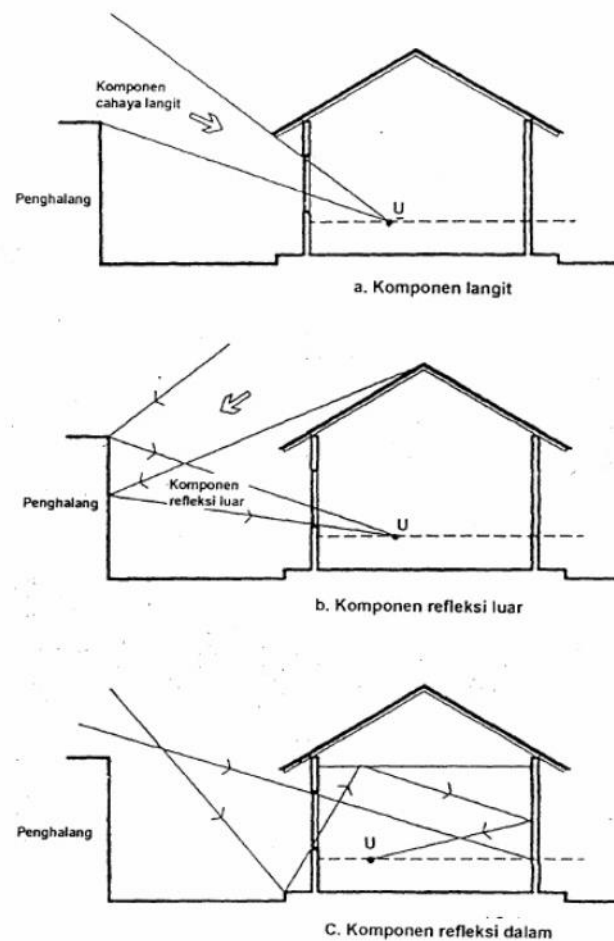 Komponen
cahaya langit
Penghalang
U
a. Komponen langit
Penghalang
Komponen
refleksi luar
U
b. Komponen refleksi luar
Penghalang
U
C. Komponen refleksi dalam